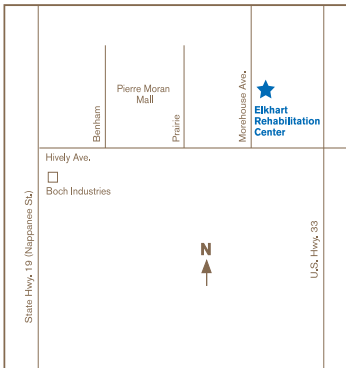 Pierre Moran
Mall
Benham
Prairie
Morehouse Ave.
Elkhart
Rehabilitation
Center
Hively Ave.
Boch Industries
State Hwy. 19 (Nappanee St.)
N
U.S. Hwy. 33